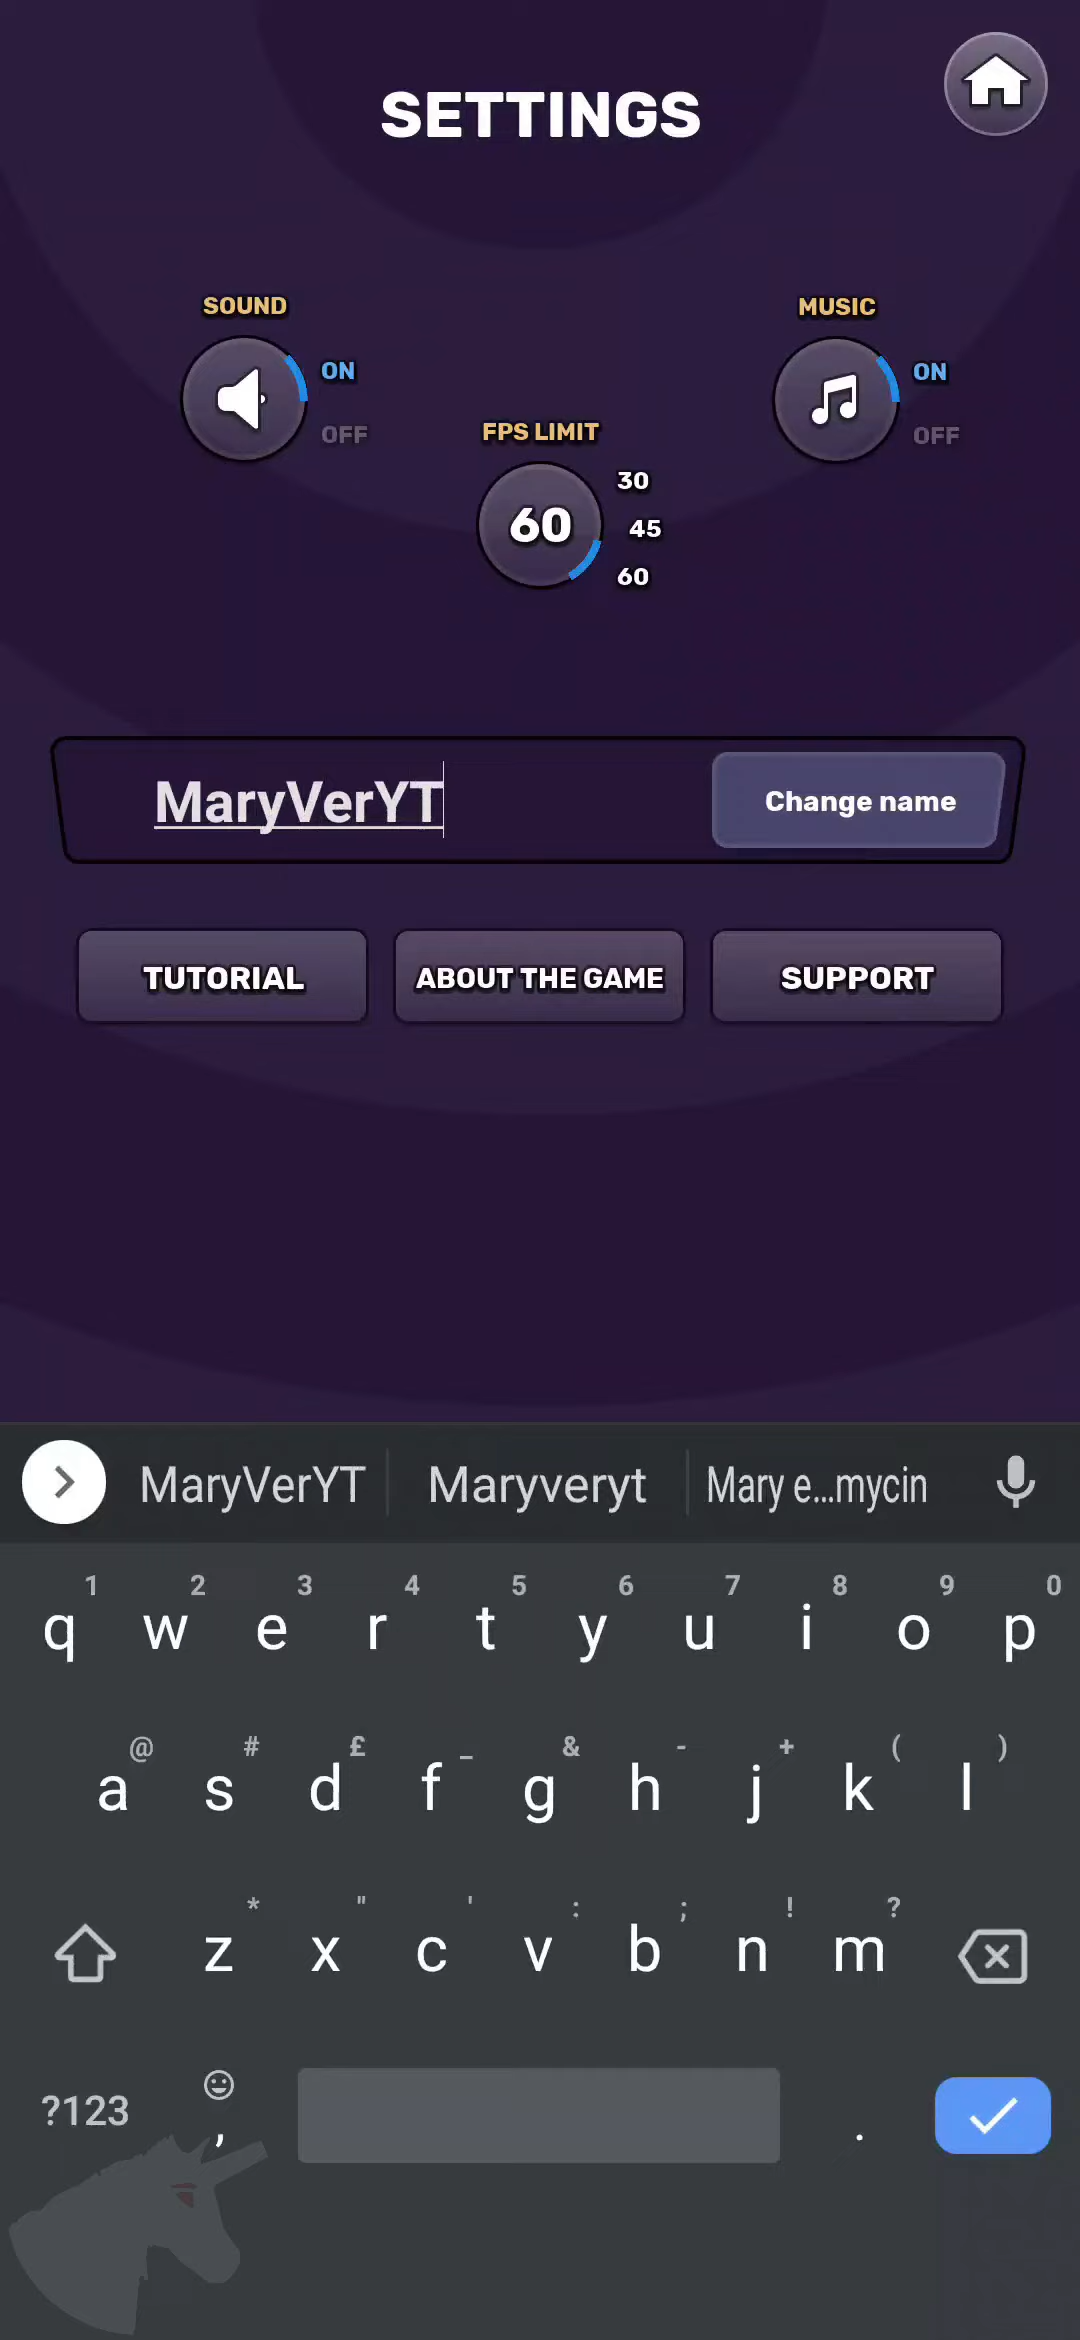 SETTINGS
SOUND
ON
OFF
MUSIC
ON
OFF
FPS LIMIT
60
30
45
60
MaryVerYT
Change name
TUTORIAL
ABOUT THE GAME
SUPPORT
MaryVerYT
Maryveryt
Mary e...mycin
1 2 3 4 5 6 7 8 9 0
q w e r t y u i o p
@ # £ _ & - + ( )
a s d f g h j k l
* " ' : ; ! ?
z x c v b n m
?123 , .